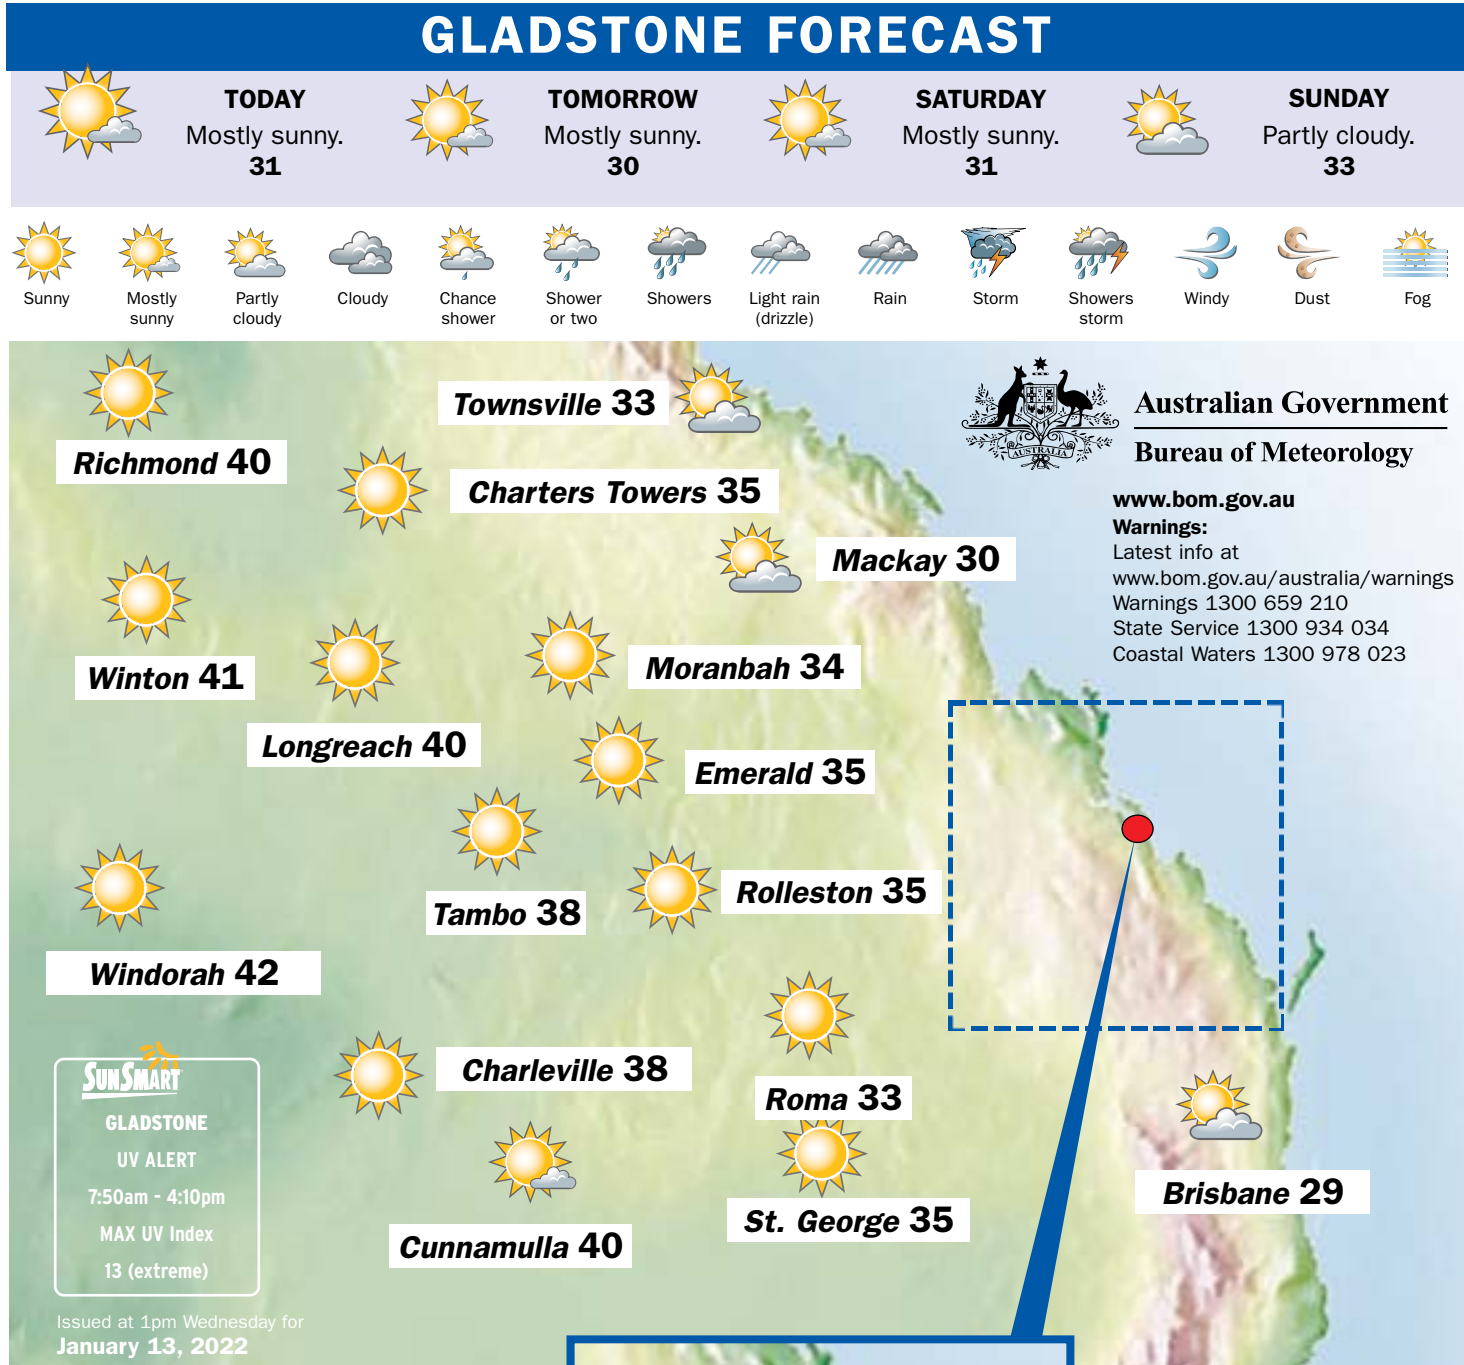 GLADSTONE FORECAST
TODAY
Mostly sunny.
31
TOMORROW
Mostly sunny.
30
SATURDAY
Mostly sunny.
31
SUNDAY
Partly cloudy.
33
Sunny
Mostly
sunny
Partly
cloudy
Cloudy
Chance
shower
Shower
or two
Showers
Light rain
(drizzle)
Rain
Storm
Showers
storm
Windy
Dust
Fog
Townsville 33
Richmond 40
Charters Towers 35
Mackay 30
AUSTRALIA
Australian Government
Bureau of Meteorology
www.bom.gov.au
Warnings:
Latest info at
www.bom.gov.au/australia/warnings
Warnings 1300 659 210
State Service 1300 934 034
Coastal Waters 1300 978 023
Winton 41
Moranbah 34
Longreach 40
Emerald 35
Tambo 38
Rolleston 35
Windorah 42
Charleville 38
Roma 33
Brisbane 29
St. George 35
Cunnamulla 40
SUNSMART
GLADSTONE
UV ALERT
7:50am - 4:10pm
MAX UV Index
13 (extreme)
Issued at 1pm Wednesday for
January 13, 2022